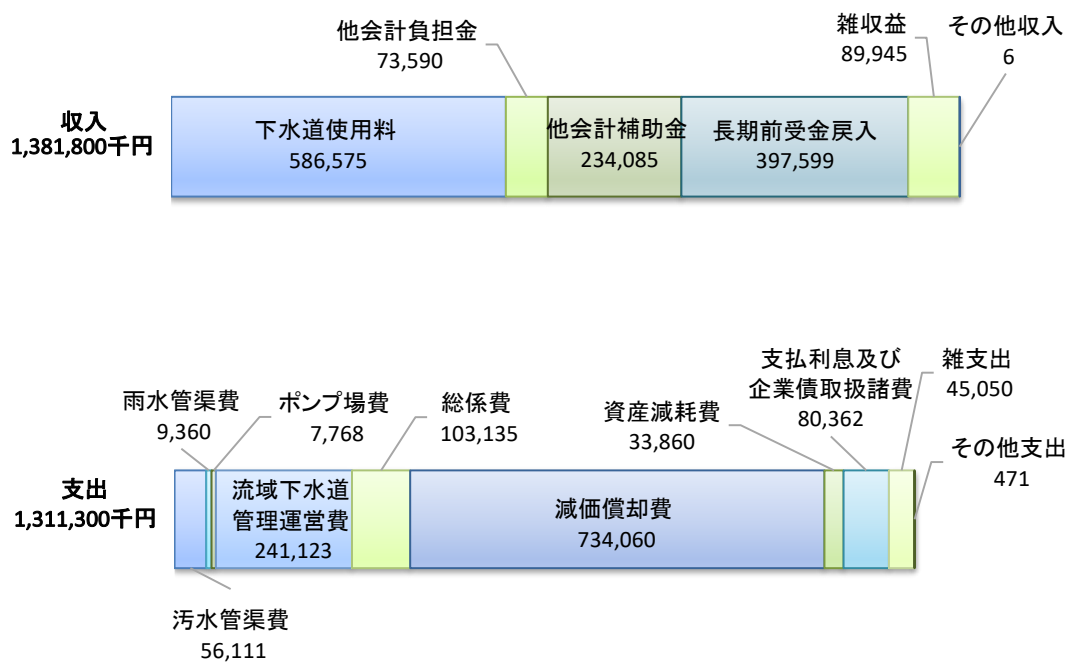 他会計負担金
73,590
雑収益
89,945
その他収入
6
収入
1,381,800千円
下水道使用料
586,575
他会計補助金
234,085
長期前受金戻入
397,599
雨水管渠費
9,360
ポンプ場費
7,768
総係費
103,135
資産減耗費
33,860
支払利息及び
企業債取扱諸費
80,362
雑支出
45,050
その他支出
471
支出
1,311,300千円
流域下水道
管理運営費
241,123
減価償却費
734,060
汚水管渠費
56,111